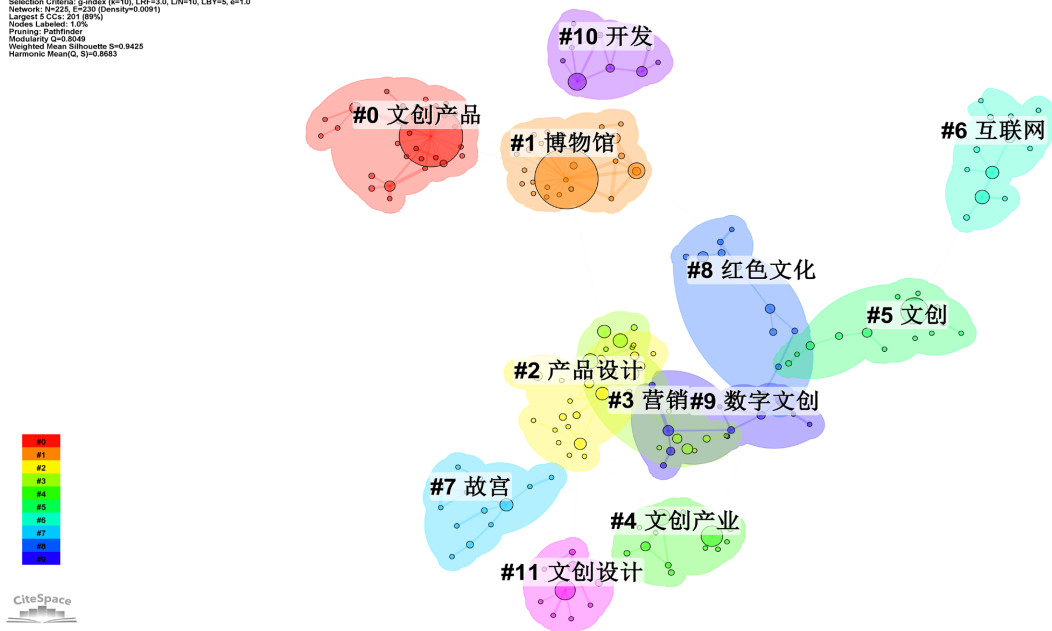 Selection Criteria: g-index (k=10), LRF=3.0, L/N=10, LBY=5, e=1.0
Network: N=225, E=230 (Density=0.0091)
Largest 5 CCs: 201 (89%)
Nodes Labeled: 1.0%
Pruning: Pathfinder
Modularity Q=0.8049
Weighted Mean Silhouette S=0.9425
Harmonic Mean(Q, S)=0.8683
#10 开发
#0 文创产品
#1 博物馆
#6 互联网
#8 红色文化
#5 文创
#2 产品设计
#3 营销
#9 数字文创
#7 故宫
#4 文创产业
#11 文创设计
#0
#1
#2
#3
#4
#5
#6
#7
#8
#9
CiteSpace